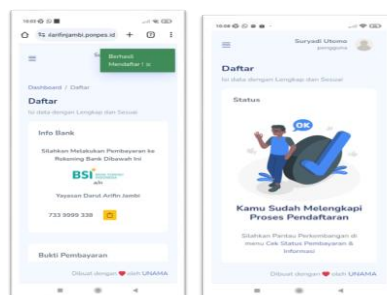 darifinjambi.ponpes.id
Berhasil
Mendaftar !
Dashboard / Daftar
Daftar
Isi data dengan Lengkap dan Sesuai
Info Bank
Silahkan Melakukan Pembayaran ke
Rekening Bank Dibawah Ini
BSI
a/n
Yayasan Darul Arifin Jambi
733 9999 339
Bukti Pembayaran
Dibuat dengan ❤ oleh UNAMA
Suryadi Utomo
pengguna
Daftar
Isi data dengan Lengkap dan Sesuai
Status
OK
Kamu Sudah Melengkapi
Proses Pendaftaran
Silahkan Pantau Perkembangan di
menu Cek Status Pembayaran &
Informasi
Dibuat dengan ❤ oleh UNAMA